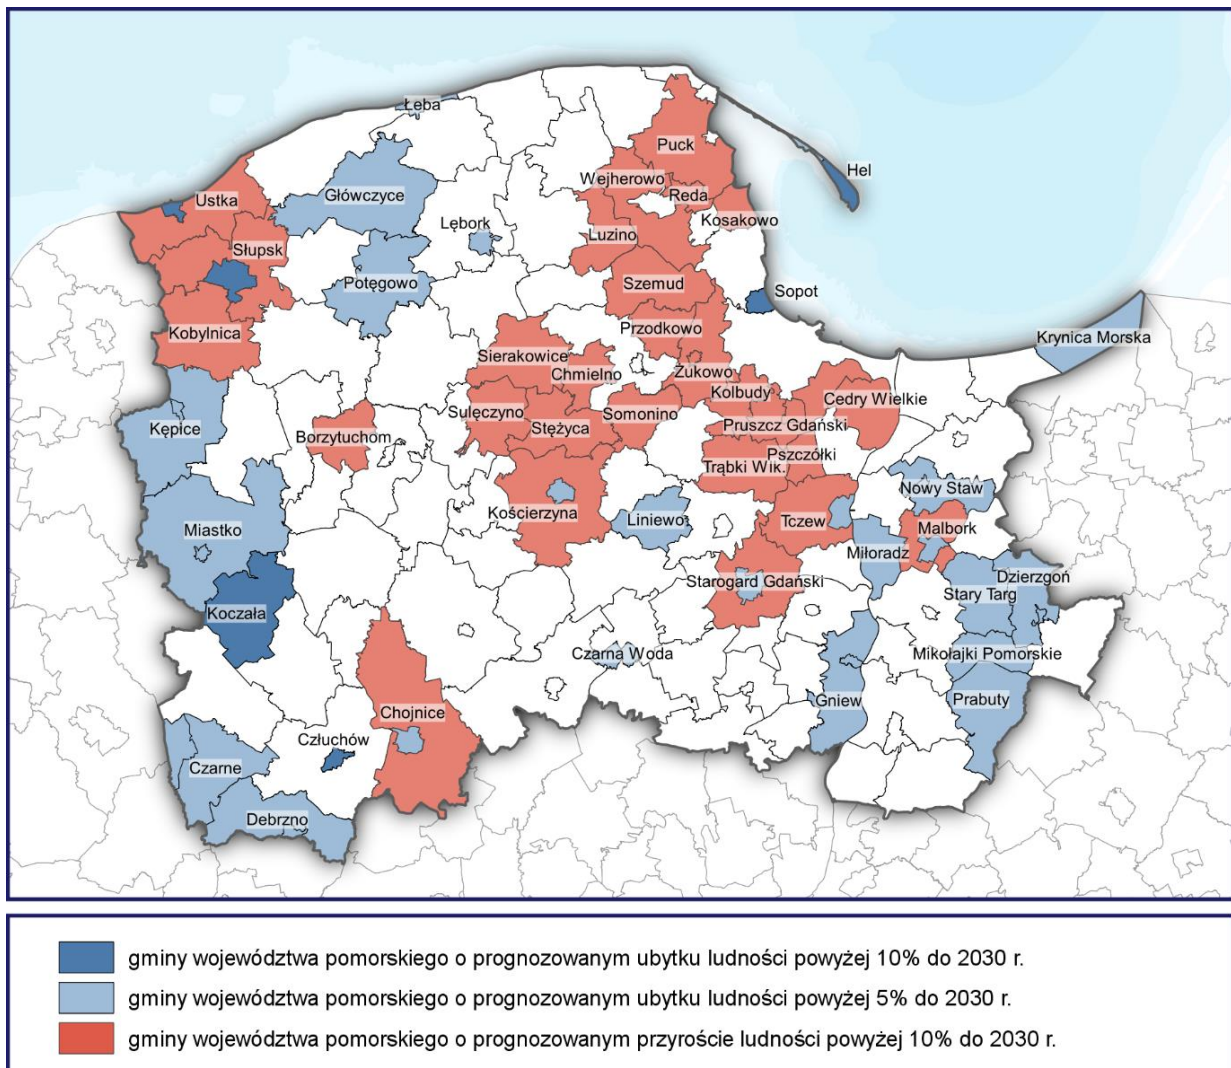 Łeba
Puck
Hel
Wejherowo
Ustka
Główczyce
Reda
Lębork
Kosakowo
Luzino
Słupsk
Potęgowo
Szemud
Sopot
Kobylnica
Przodkowo
Krynica Morska
Sierakowice
Chmielno
Żukowo
Kolbudy
Cedry Wielkie
Sulęczyno
Somonino
Kępice
Borzytuchom
Stężyca
Pruszcz Gdański
Pszczółki
Trąbki Wik.
Nowy Staw
Kościerzyna
Liniewo
Tczew
Malbork
Miastko
Miłoradz
Dzierzgoń
Starogard Gdański
Stary Targ
Koczała
Czarna Woda
Mikołajki Pomorskie
Gniew
Prabuty
Chojnice
Człuchów
Czarne
Debrzno
gminy województwa pomorskiego o prognozowanym ubytku ludności powyżej 10% do 2030 r.
gminy województwa pomorskiego o prognozowanym ubytku ludności powyżej 5% do 2030 r.
gminy województwa pomorskiego o prognozowanym przyroście ludności powyżej 10% do 2030 r.